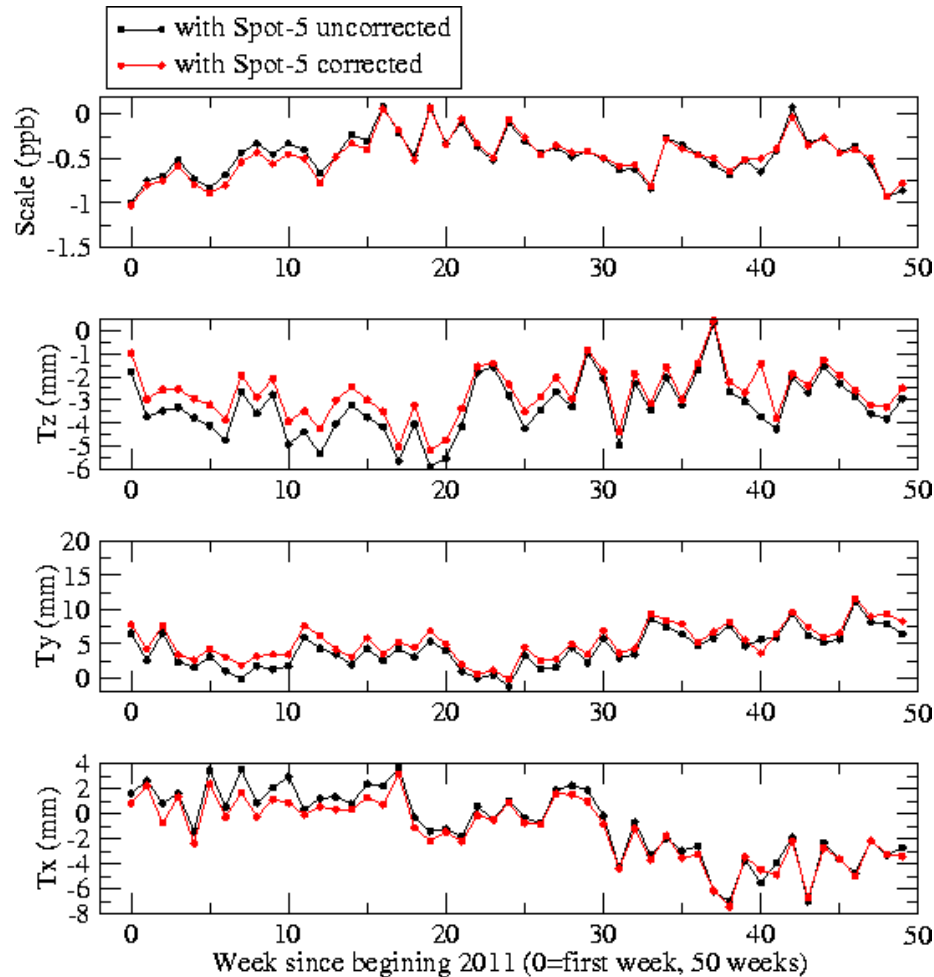 with Spot-5 uncorrected
with Spot-5 corrected
Scale (ppb)
0
-0.5
-1
-1.5
0 10 20 30 40 50
Tz (mm)
0
-1
-2
-3
-4
-5
-6
0 10 20 30 40 50
Ty (mm)
20
15
10
5
0
0 10 20 30 40 50
Tx (mm)
4
2
0
-2
-4
-6
-8
0 10 20 30 40 50
Week since begining 2011 (0=first week, 50 weeks)